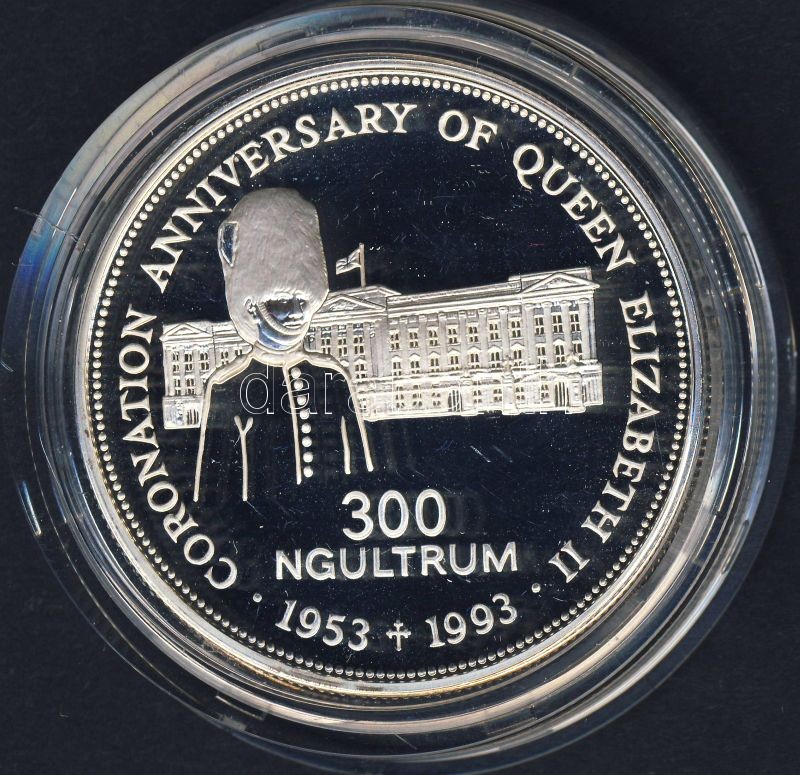 CORONATION ANNIVERSARY OF QUEEN ELIZABETH II
300
NGULTRUM
· 1953 ✝ 1993 ·